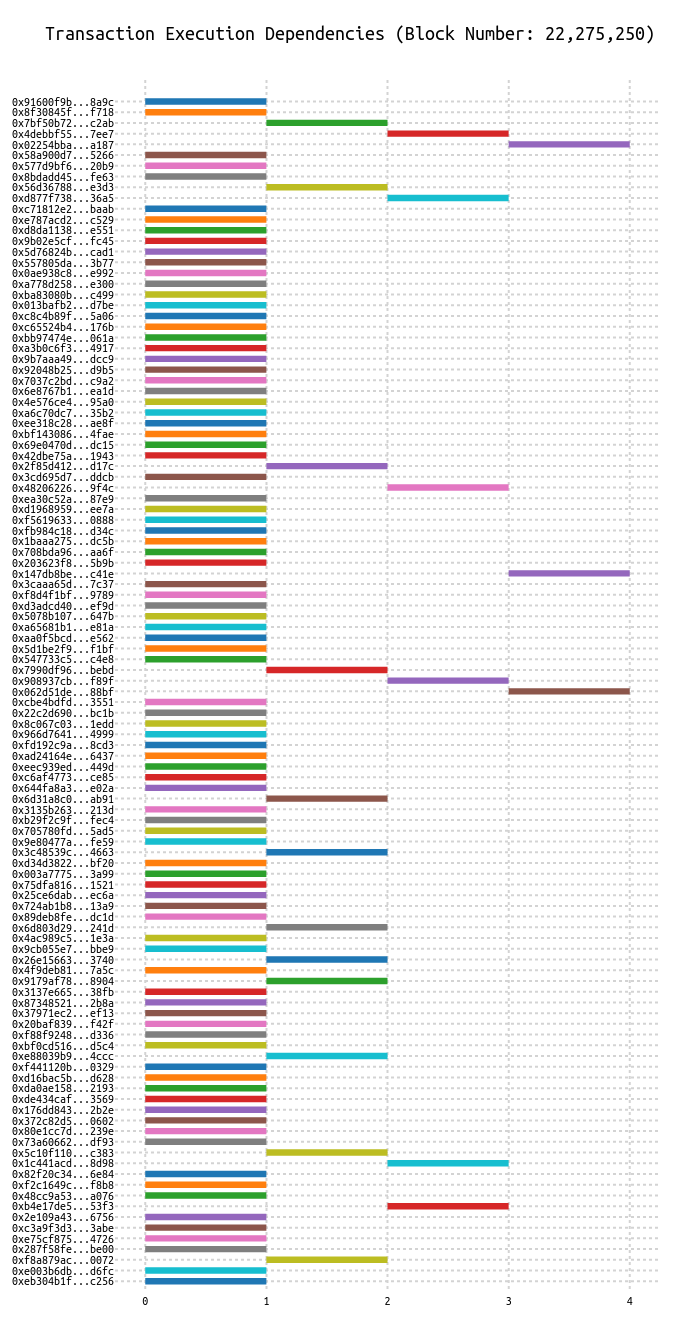 Transaction Execution Dependencies (Block Number: 22,275,250)
0x91600f9b...8a9c
0x8f30845f...f718
0x7bf50b72...c2ab
0x4debbf55...7ee7
0x02254bba...a187
0x58a900d7...5266
0x577d9bf6...20b9
0x8bdadd45...fe63
0x56d36788...e3d3
0xd877f738...36a5
0xc71812e2...baab
0xe787acd2...c529
0xd8da1138...e551
0x9b02e5cf...fc45
0x5d76824b...cad1
0x557805da...3b77
0x0ae938c8...e992
0xa778d258...e300
0xba83080b...c499
0x013bafb2...d7be
0xc8c4b89f...5a06
0xc65524b4...176b
0xbb97474e...061a
0xa3b0c6f3...4917
0x9b7aaa49...dcc9
0x92048b25...d9b5
0x7037c2bd...c9a2
0x6e8767b1...ea1d
0x4e576ce4...95a0
0xa6c70dc7...35b2
0xee318c28...ae8f
0xbf143086...4fae
0x69e0470d...dc15
0x42dbe75a...1943
0x2f85d412...d17c
0x3cd695d7...ddcb
0x48206226...9f4c
0xea30c52a...87e9
0xd1968959...ee7a
0xf5619633...0888
0xfb984c18...d34c
0x1baaa275...dc5b
0x708bda96...aa6f
0x203623f8...5b9b
0x147db8be...c41e
0x3caaa65d...7c37
0xf8d4f1bf...9789
0xd3adcd40...ef9d
0x5078b107...647b
0xa65681b1...e81a
0xaa0f5bcd...e562
0x5d1be2f9...f1bf
0x547733c5...c4e8
0x7990df96...bebd
0x908937cb...f89f
0x062d51de...88bf
0xcbe4bdfd...3551
0x22c2d690...bc1b
0x8c067c03...1edd
0x966d7641...4999
0xfd192c9a...8cd3
0xad24164e...6437
0xeec939ed...449d
0xc6af4773...ce85
0x644fa8a3...e02a
0x6d31a8c0...ab91
0x3135b263...213d
0xb29f2c9f...fec4
0x705780fd...5ad5
0x9e80477a...fe59
0x3c48539c...4663
0xd34d3822...bf20
0x003a7775...3a99
0x75dfa816...1521
0x25ce6dab...ec6a
0x724ab1b8...13a9
0x89deb8fe...dc1d
0x6d803d29...241d
0x4ac989c5...1e3a
0x9cb055e7...bbe9
0x26e15663...3740
0x4f9deb81...7a5c
0x9179af78...8904
0x3137e665...38fb
0x87348521...2b8a
0x37971ec2...ef13
0x20baf839...f42f
0xf88f9248...d336
0xbf0cd516...d5c4
0xe88039b9...4ccc
0xf441120b...0329
0xd16bac5b...d628
0xda0ae158...2193
0xde434caf...3569
0x176dd843...2b2e
0x372c82d5...0602
0x80e1cc7d...239e
0x73a60662...df93
0x5c10f110...c383
0x1c441acd...8d98
0x82f20c34...6e84
0xf2c1649c...f8b8
0x48cc9a53...a076
0xb4e17de5...53f3
0x2e109a43...6756
0xc3a9f3d3...3abe
0xe75cf875...4726
0x287f58fe...be00
0xf8a879ac...0072
0xe003b6db...d6fc
0xeb304b1f...c256
0 1 2 3 4